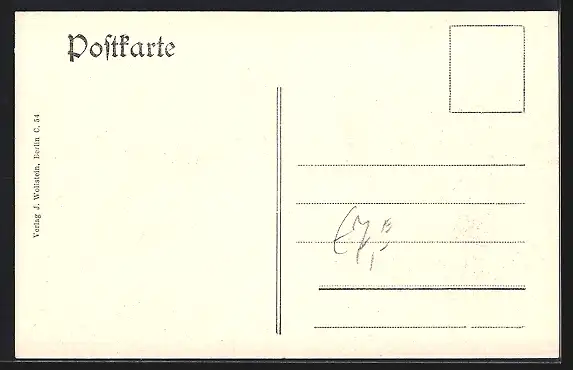 Postkarte
Verlag J. Wollstein, Berlin C. 54